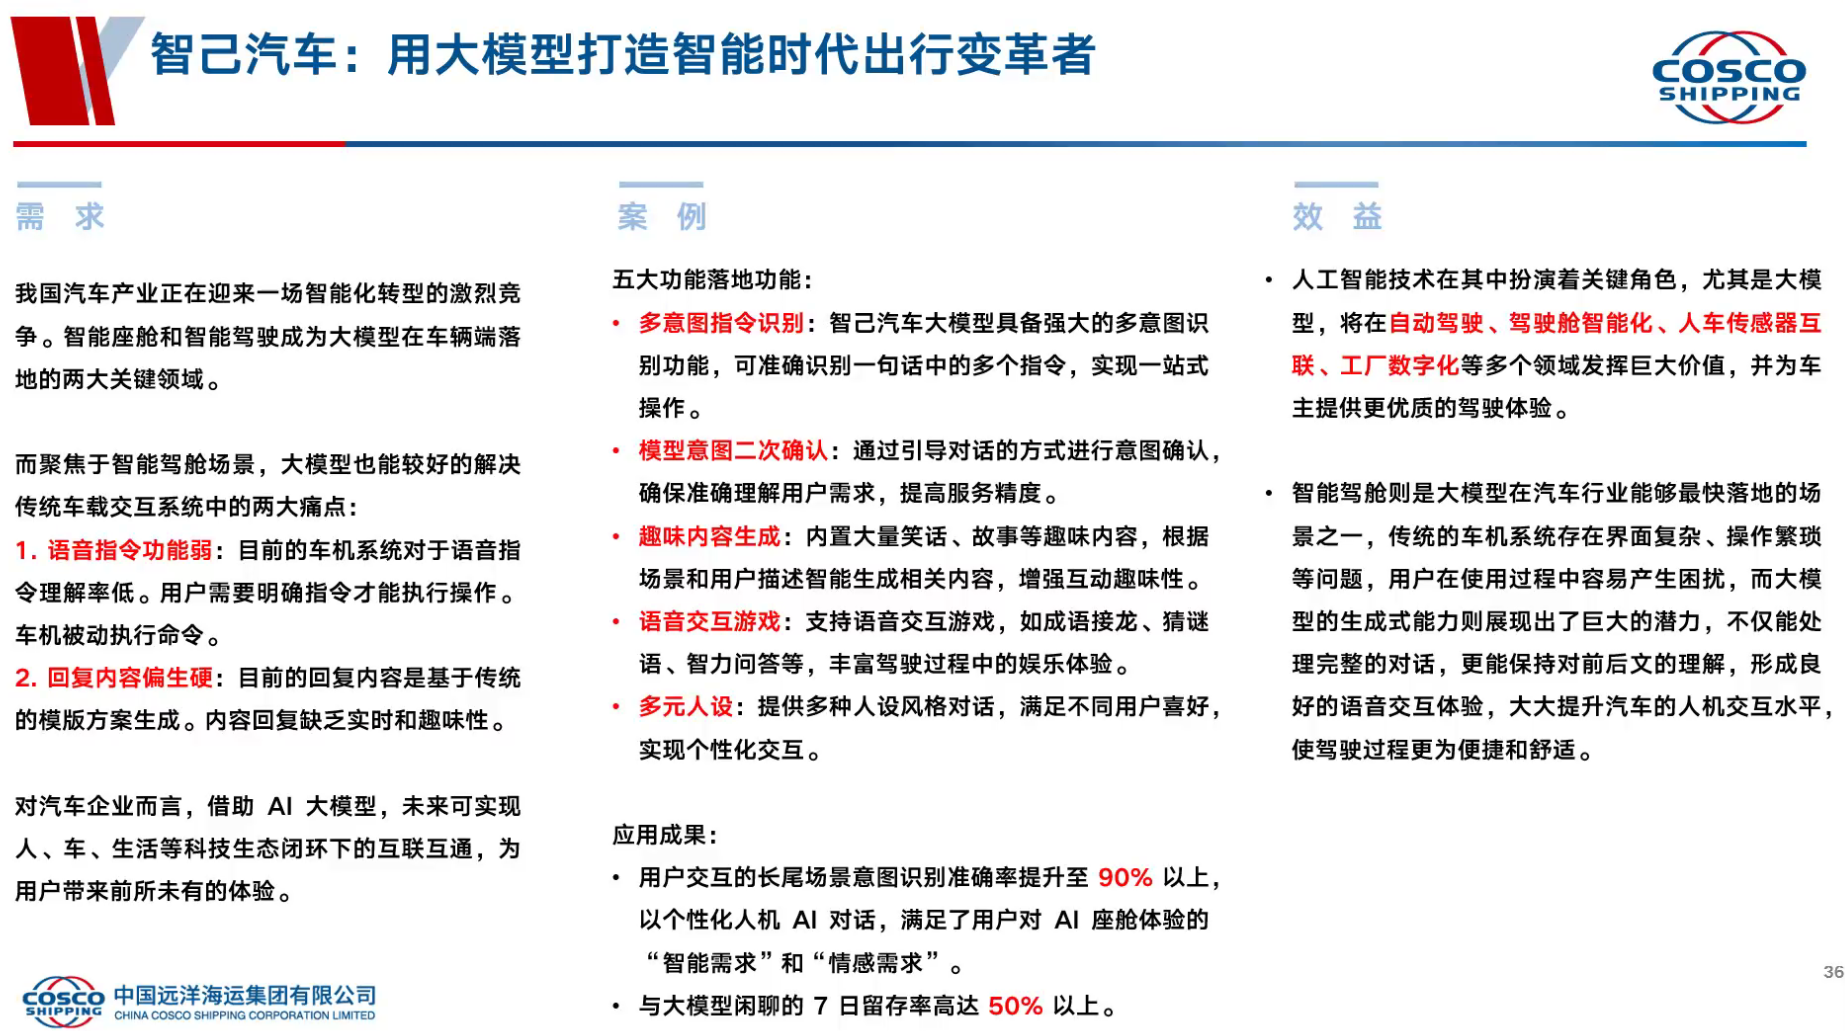 智己汽车：用大模型打造智能时代出行变革者
COSCO
SHIPPING
需 求
我国汽车产业正在迎来一场智能化转型的激烈竞
争。智能座舱和智能驾驶成为大模型在车辆端落
地的两大关键领域。
而聚焦于智能驾舱场景，大模型也能较好的解决
传统车载交互系统中的两大痛点：
1. 语音指令功能弱：目前的车机系统对于语音指
令理解率低。用户需要明确指令才能执行操作。
车机被动执行命令。
2. 回复内容偏生硬：目前的回复内容是基于传统
的模版方案生成。内容回复缺乏实时和趣味性。
对汽车企业而言，借助 AI 大模型，未来可实现
人、车、生活等科技生态闭环下的互联互通，为
用户带来前所未有的体验。
案 例
五大功能落地功能：
• 多意图指令识别：智己汽车大模型具备强大的多意图识
别功能，可准确识别一句话中的多个指令，实现一站式
操作。
• 模型意图二次确认：通过引导对话的方式进行意图确认，
确保准确理解用户需求，提高服务精度。
• 趣味内容生成：内置大量笑话、故事等趣味内容，根据
场景和用户描述智能生成相关内容，增强互动趣味性。
• 语音交互游戏：支持语音交互游戏，如成语接龙、猜谜
语、智力问答等，丰富驾驶过程中的娱乐体验。
• 多元人设：提供多种人设风格对话，满足不同用户喜好，
实现个性化交互。
应用成果：
• 用户交互的长尾场景意图识别准确率提升至 90% 以上，
以个性化人机 AI 对话，满足了用户对 AI 座舱体验的
“智能需求”和“情感需求”。
• 与大模型闲聊的 7 日留存率高达 50% 以上。
效 益
• 人工智能技术在其中扮演着关键角色，尤其是大模
型，将在自动驾驶、驾驶舱智能化、人车传感器互
联、工厂数字化等多个领域发挥巨大价值，并为车
主提供更优质的驾驶体验。
• 智能驾舱则是大模型在汽车行业能够最快落地的场
景之一，传统的车机系统存在界面复杂、操作繁琐
等问题，用户在使用过程中容易产生困扰，而大模
型的生成式能力则展现出了巨大的潜力，不仅能处
理完整的对话，更能保持对前后文的理解，形成良
好的语音交互体验，大大提升汽车的人机交互水平，
使驾驶过程更为便捷和舒适。
COSCO
SHIPPING
中国远洋海运集团有限公司
CHINA COSCO SHIPPING CORPORATION LIMITED
36